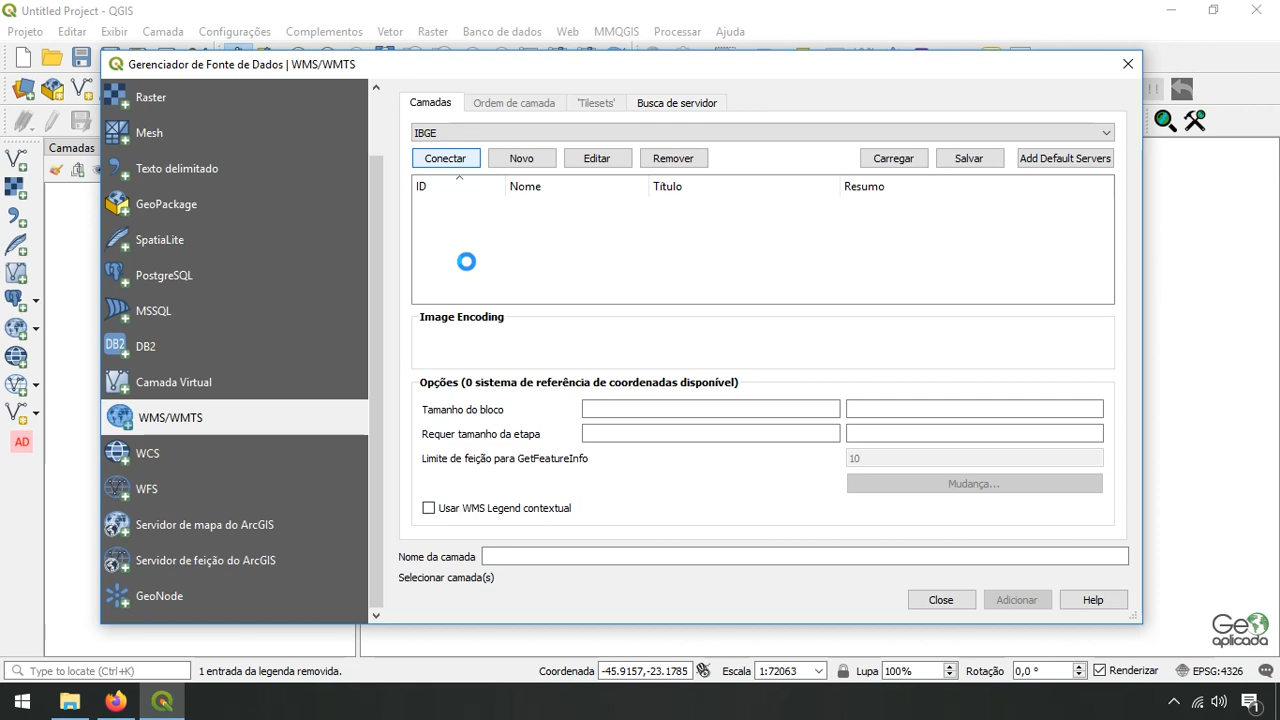 Untitled Project - QGIS
Projeto Editar Exibir Camada Configurações Complementos Vetor Raster Banco de dados Web MMQGIS Processar Ajuda
Gerenciador de Fonte de Dados | WMS/WMTS
Raster
Mesh
Texto delimitado
GeoPackage
SpatiaLite
PostgreSQL
MSSQL
DB2
DB2
Camada Virtual
WMS/WMTS
WCS
WFS
Servidor de mapa do ArcGIS
Servidor de feição do ArcGIS
GeoNode
Camadas
AD
Camadas Ordem de camada 'Tilesets' Busca de servidor
IBGE
Conectar Novo Editar Remover Carregar Salvar Add Default Servers
ID Nome Título Resumo
Image Encoding
Opções (0 sistema de referência de coordenadas disponível)
Tamanho do bloco
Requer tamanho da etapa
Limite de feição para GetFeatureInfo 10
Mudança...
Usar WMS Legend contextual
Nome da camada
Selecionar camada(s)
Close Adicionar Help
Geo
aplicada
Type to locate (Ctrl+K) 1 entrada da legenda removida. Coordenada -45.9157,-23.1785 Escala 1:72063 Lupa 100% Rotação 0,0 ° Renderizar EPSG:4326
1